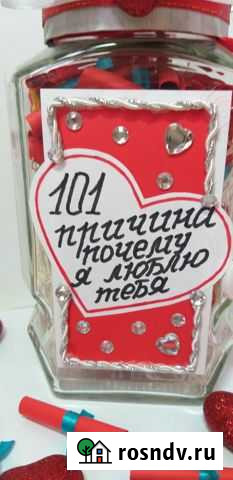 101
причина
почему
я люблю
тебя
rosndv.ru